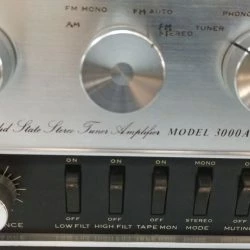 FM MONO FM AUTO PHONO
AM FM STEREO TUNER
Solid State Stereo Tuner Amplifier MODEL 3000A
ON ON ON MONO ON
OFF OFF OFF STEREO OFF
LOW FILT HIGH FILT TAPE MON MODE MUTIN